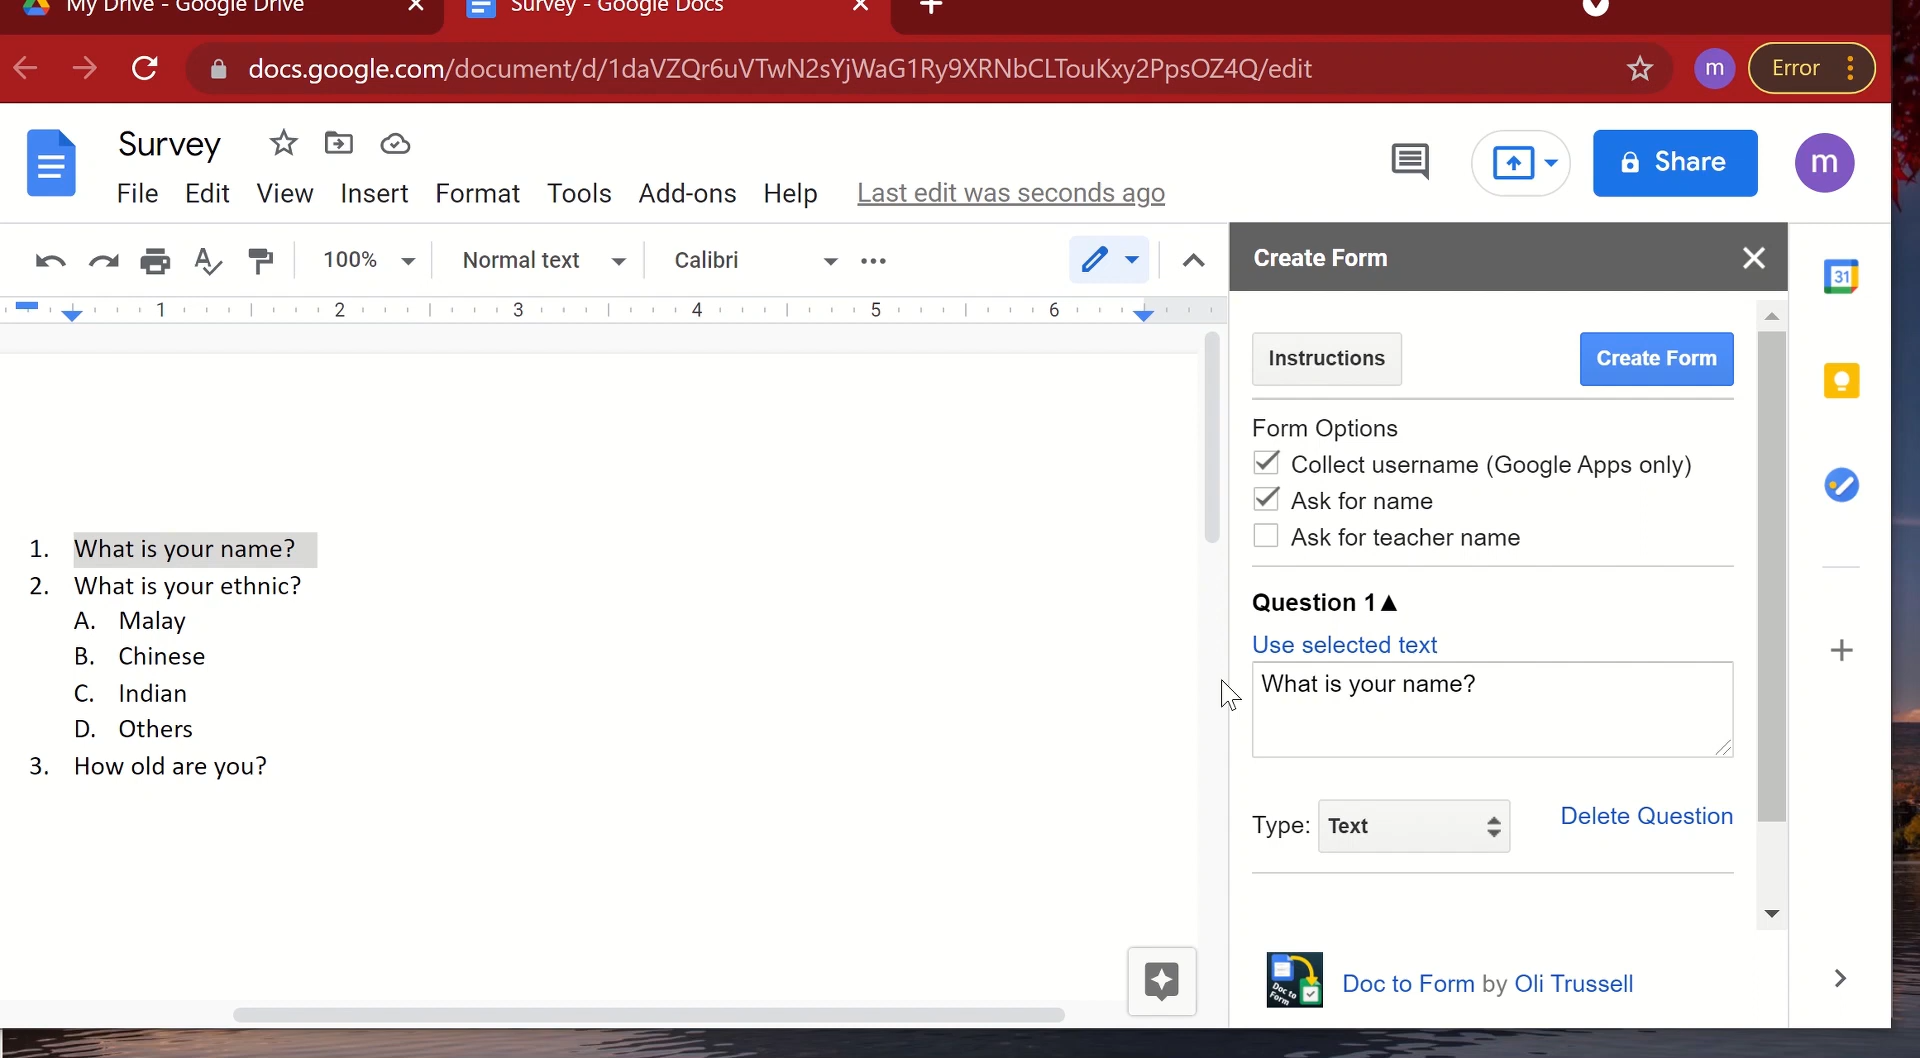 My Drive - Google Drive
Survey - Google Docs
docs.google.com/document/d/1daVZQr6uVTwN2sYjWaG1Ry9XRNbCLTouKxy2PpsOZ4Q/edit
m
Error
Survey
Share
m
File Edit View Insert Format Tools Add-ons Help Last edit was seconds ago
100% Normal text Calibri
1 2 3 4 5 6
1. What is your name?
2. What is your ethnic?
A. Malay
B. Chinese
C. Indian
D. Others
3. How old are you?
Create Form
Instructions
Create Form
Form Options
Collect username (Google Apps only)
Ask for name
Ask for teacher name
Question 1▲
Use selected text
What is your name?
Type: Text
Delete Question
Doc to Form
Doc to Form by Oli Trussell
31